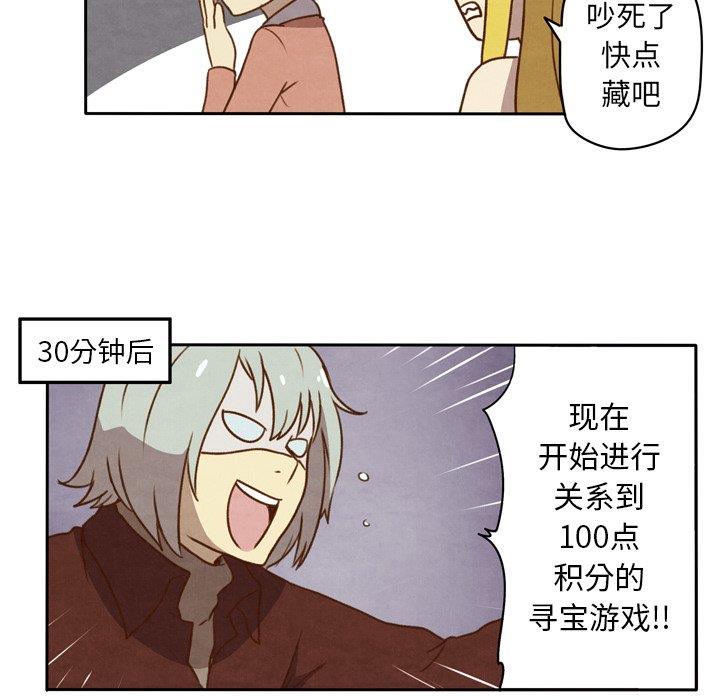 吵死了
快点
藏吧
30分钟后
现在
开始进行
关系到
100点
积分的
寻宝游戏!!